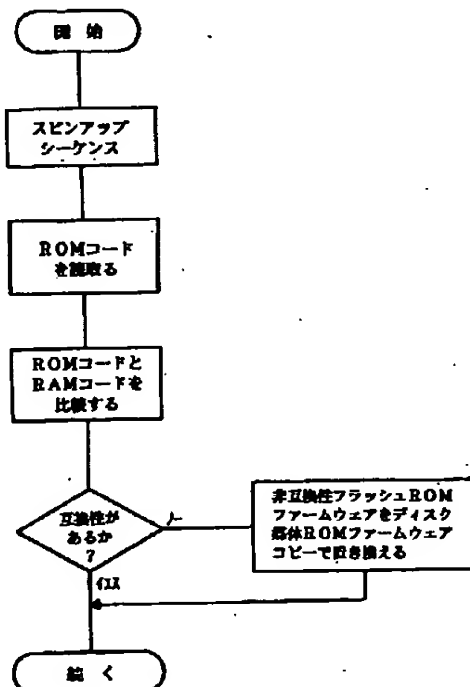 開 始
スピンアップ
シーケンス
ROMコード
を読取る
ROMコードと
RAMコードを
比較する
互換性が
あるか
?
ノー
イエス
非互換性フラッシュROM
ファームウェアをディスク
媒体ROMファームウェア
コピーで置き換える
続 く